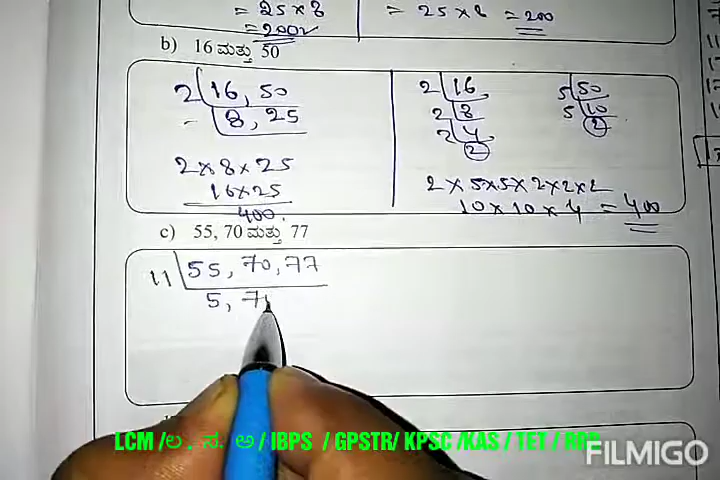 = 25 × 8 = 25 × 8 = 200
= 200
b) 16 ಮತ್ತು 50
2 16, 50 2 16 5 50
8, 25 2 8 5 10
2 4 2
2
2 × 8 × 25 2 × 5 × 5 × 2 × 2 × 2
16 × 25 10 × 10 × 4 = 400
400.
c) 55, 70 ಮತ್ತು 77
11 55, 70, 77
5, 7
LCM /ಲ . ಸ. ಅ / IBPS / GPSTR/ KPSC /KAS / TET / RRB
FILMIGO